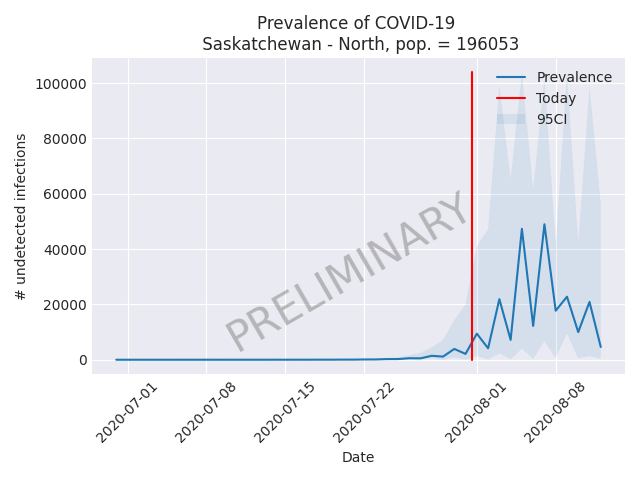 Prevalence of COVID-19
Saskatchewan - North, pop. = 196053
# undetected infections
100000
80000
60000
40000
20000
0
Prevalence
Today
95CI
PRELIMINARY
2020-07-01
2020-07-08
2020-07-15
2020-07-22
2020-08-01
2020-08-08
Date